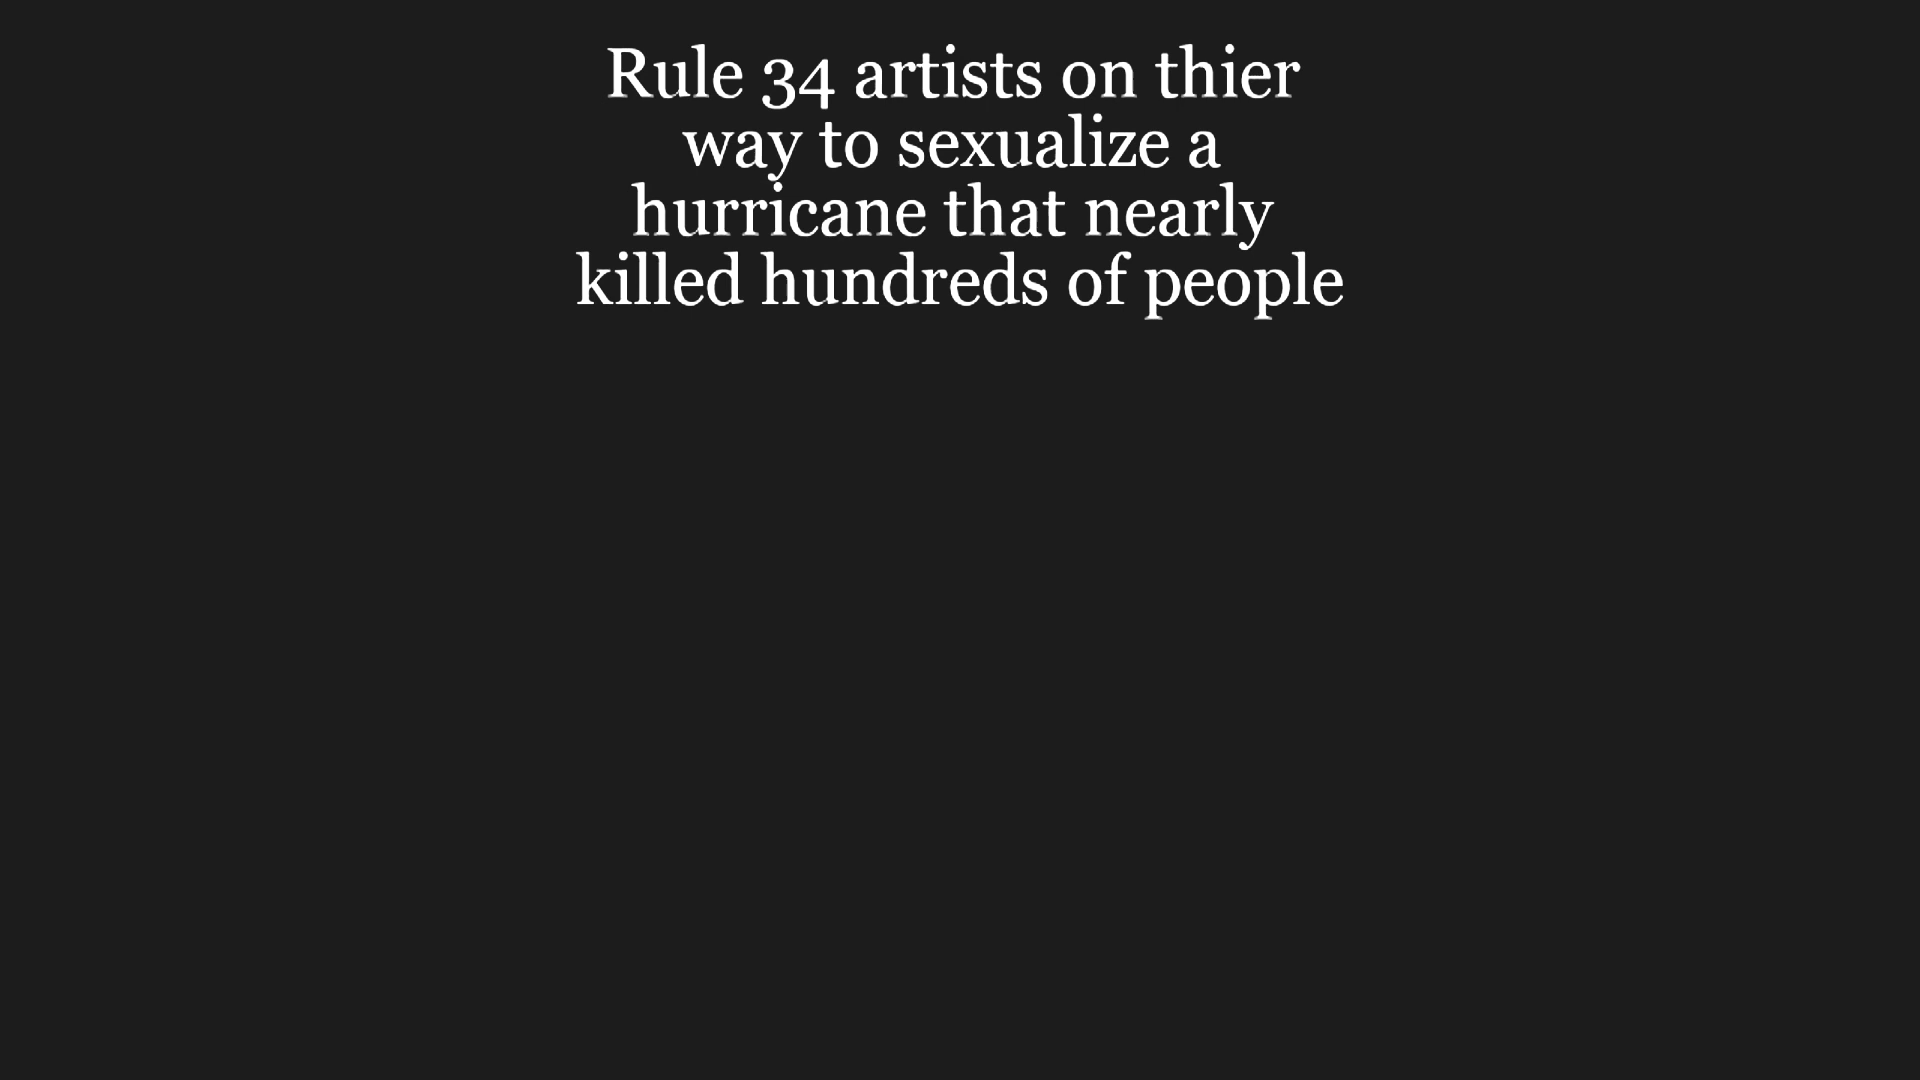 Rule 34 artists on thier
way to sexualize a
hurricane that nearly
killed hundreds of people